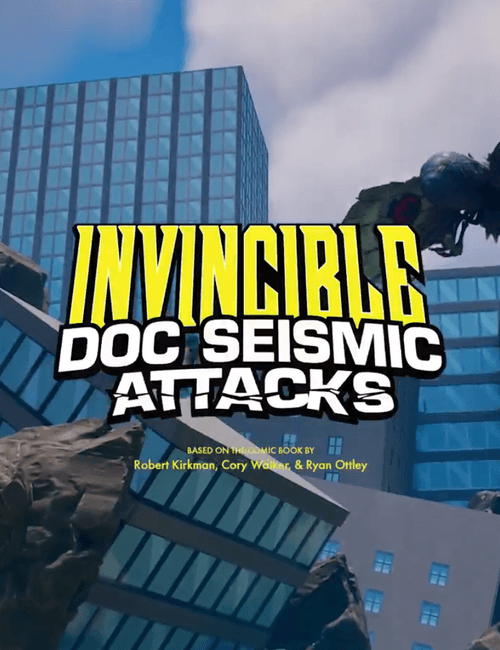 INVINCIBLE
DOC SEISMIC
ATTACKS
BASED ON THE COMIC BOOK BY
Robert Kirkman, Cory Walker, & Ryan Ottley